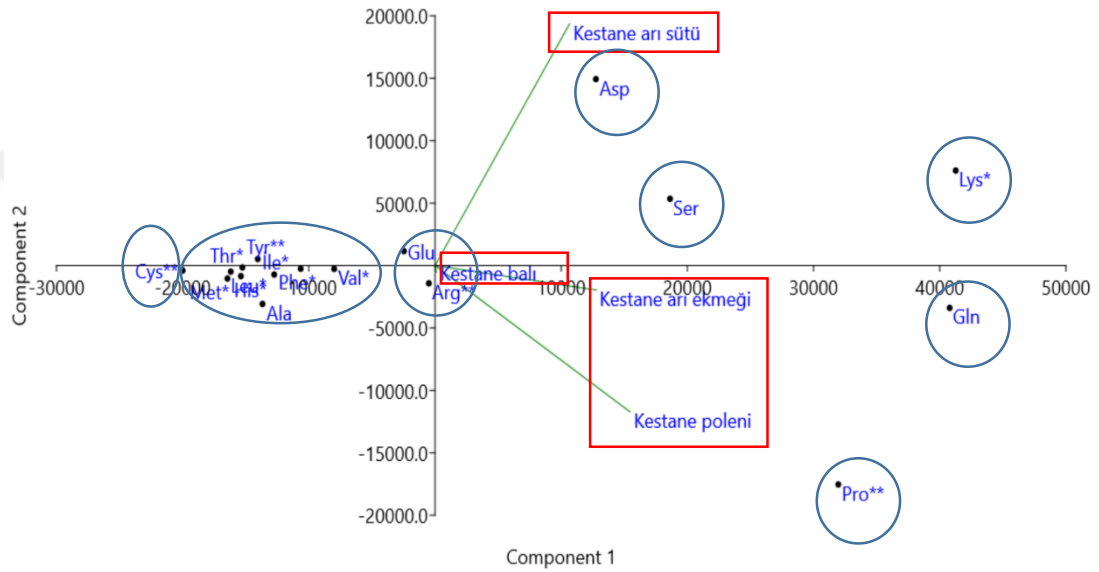 20000.0
Kestane arı sütü
15000.0
Asp
10000.0
Lys*
5000.0
Ser
Component 2
Glu
Tyr**
Thr*
Ile*
Cys**
Kestane balı
Phe*
Val*
Leu*
Met*
His*
Arg**
Ala
-30000
-20000
-10000
10000
20000
30000
40000
50000
Kestane arı ekmeği
Gln
-5000.0
-10000.0
Kestane poleni
-15000.0
Pro**
-20000.0
Component 1